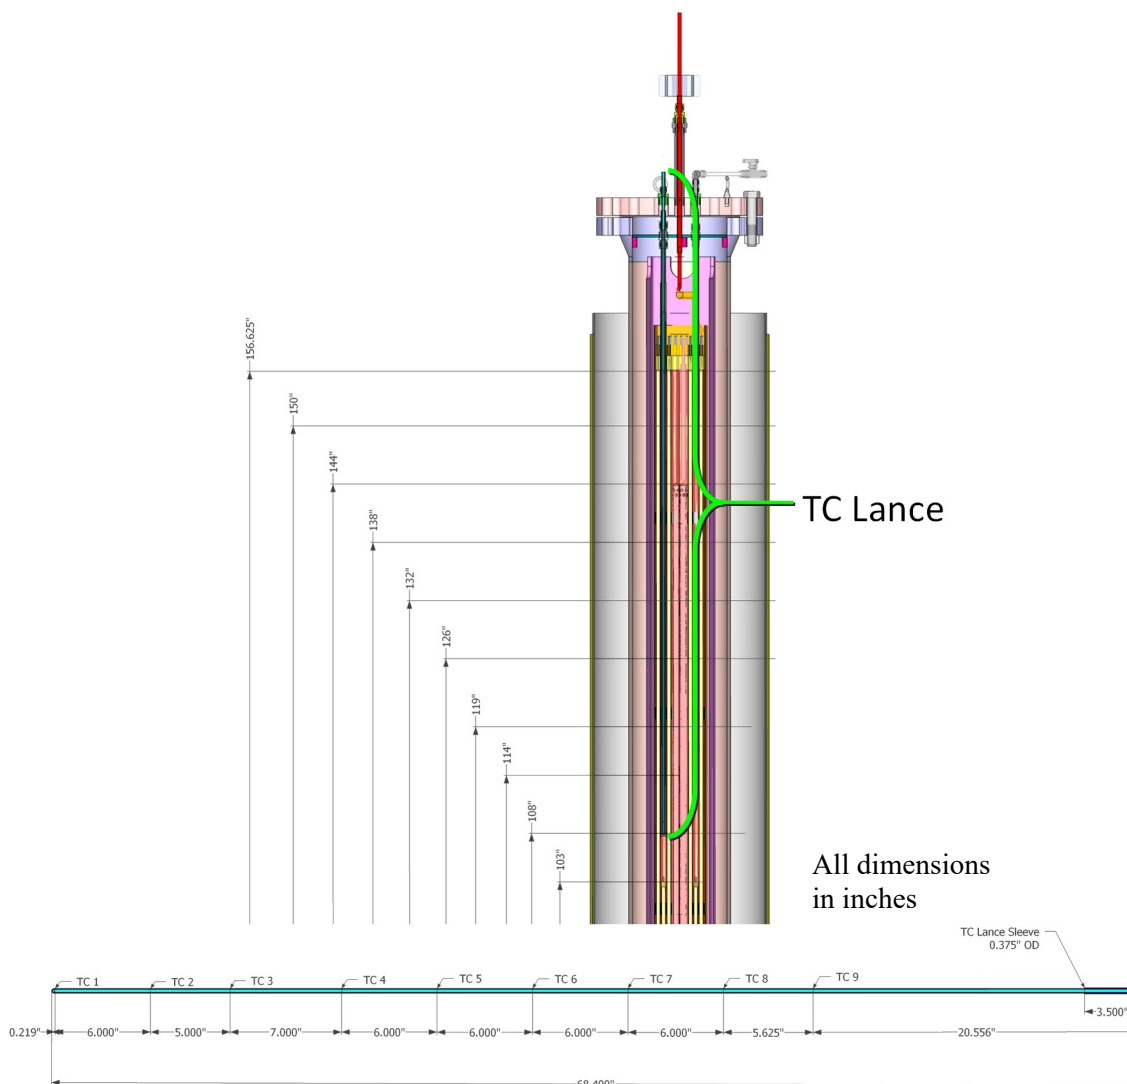 156.625"
150"
144"
138"
132"
126"
119"
114"
108"
103"
TC Lance
All dimensions
in inches
TC Lance Sleeve
0.375" OD
TC 1
TC 2
TC 3
TC 4
TC 5
TC 6
TC 7
TC 8
TC 9
0.219"
6.000"
5.000"
7.000"
6.000"
6.000"
6.000"
6.000"
5.625"
20.556"
3.500"
68.400"